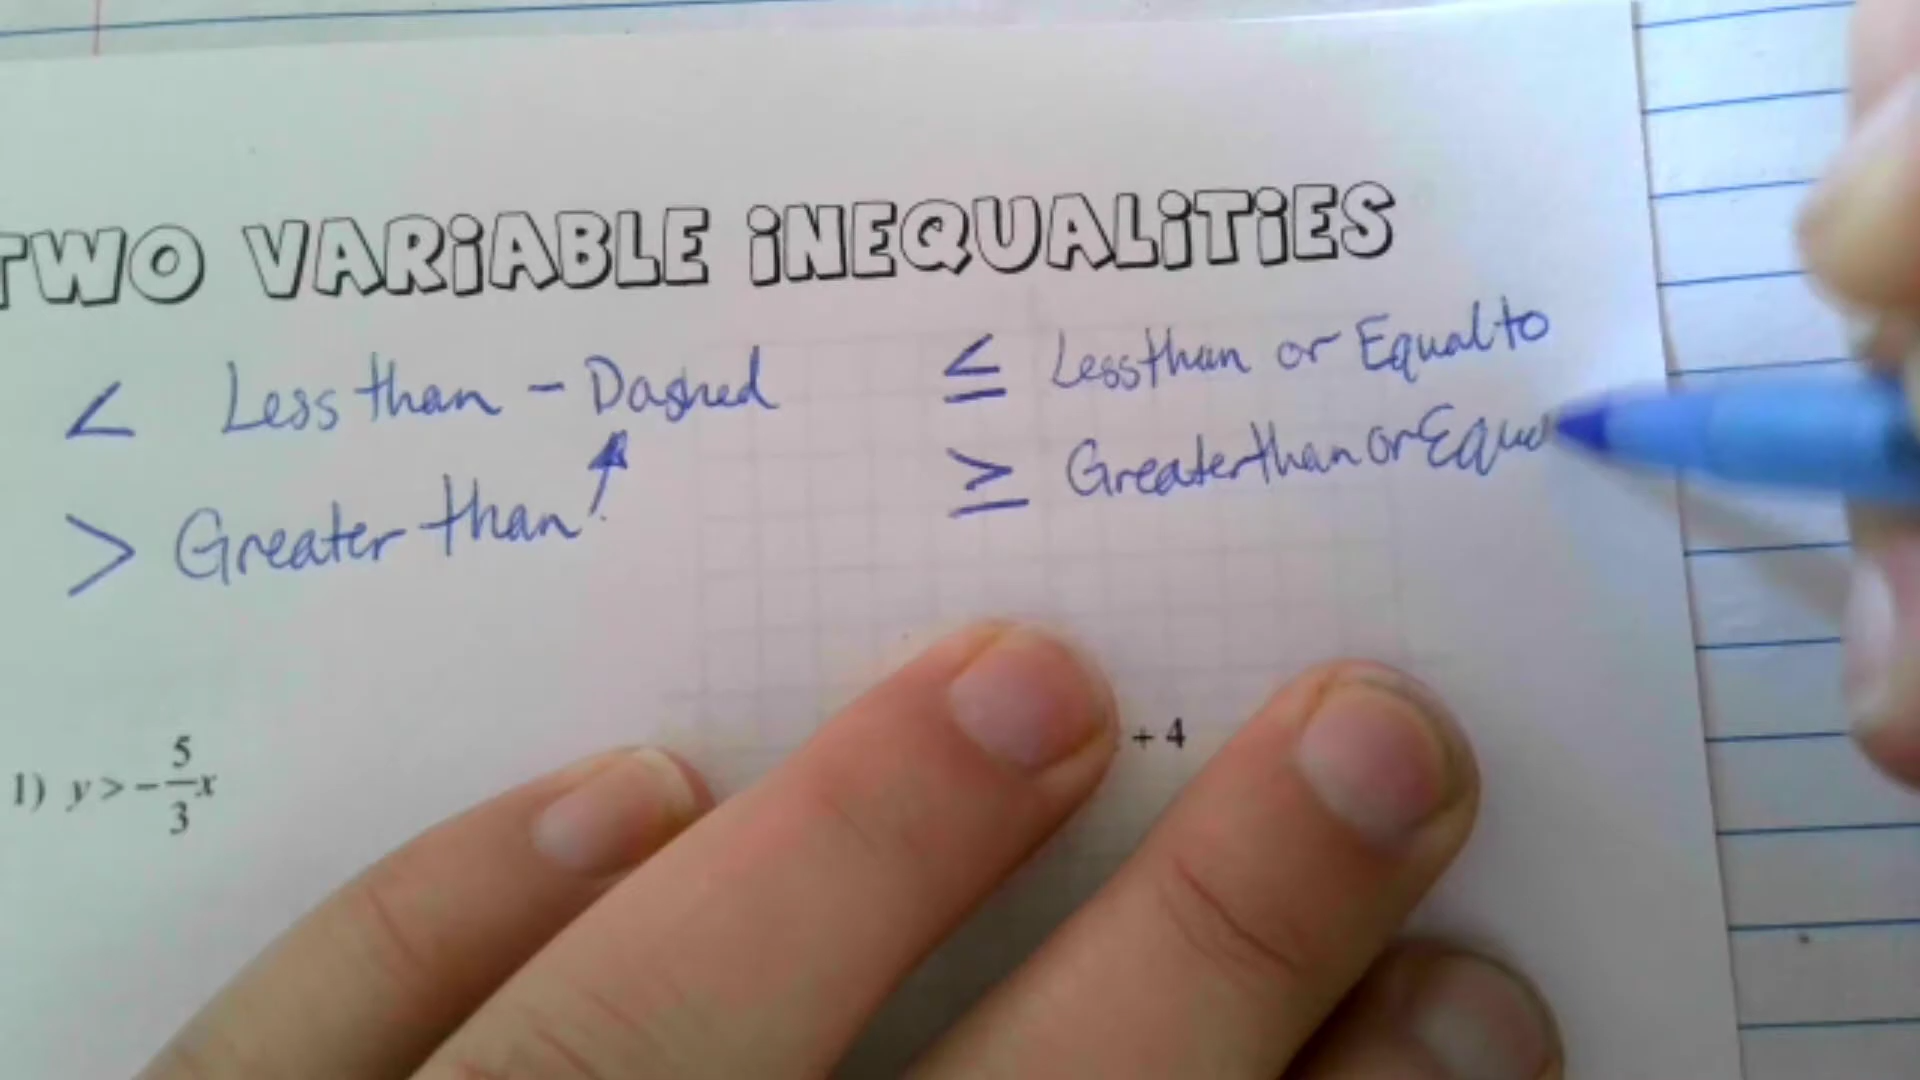 TWO VARIABLE INEQUALITIES
< Less than - Dashed
> Greater than
≤ Less than or Equal to
≥ Greater than or Equa
1) y > -5/3x
+ 4